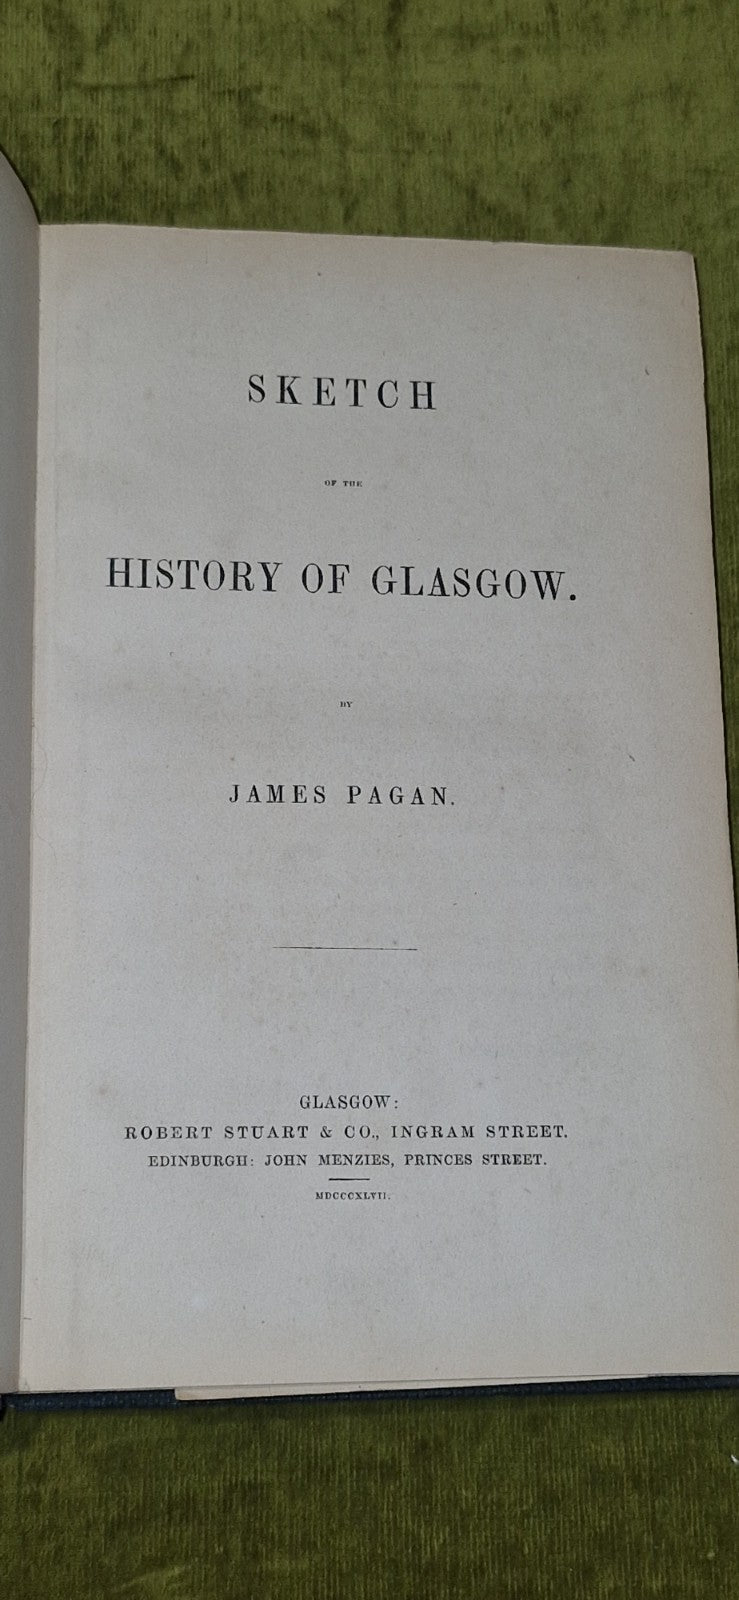 SKETCH
OF THE
HISTORY OF GLASGOW.
BY
JAMES PAGAN.
GLASGOW:
ROBERT STUART & CO., INGRAM STREET.
EDINBURGH: JOHN MENZIES, PRINCES STREET.
MDCCCXLVII.